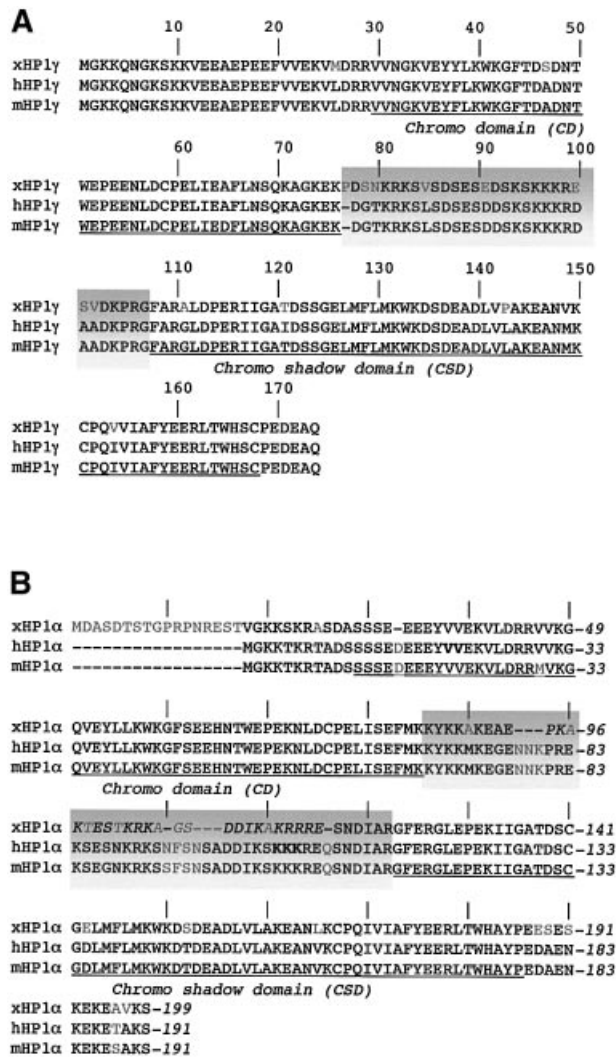 A
10 20 30 40 50
xHP1γ MGKKQNGKSKKVEEAEPEEFVVEKVMDRRVVNGKVEYYLKWKGFTDSDNT
hHP1γ MGKKQNGKSKKVEEAEPEEFVVEKVLDRRVVNGKVEYFLKWKGFTDADNT
mHP1γ MGKKQNGKSKKVEEAEPEEFVVEKVLDRRVVNGKVEYFLKWKGFTDADNT
Chromo domain (CD)
60 70 80 90 100
xHP1γ WEPEENLDCPELIEAFLNSQKAGKEKPDSNKRKSVSDSESEDSKSKKKRE
hHP1γ WEPEENLDCPELIEAFLNSQKAGKEK-DGTKRKSLSDSESDDSKSKKKRD
mHP1γ WEPEENLDCPELIEDFLNSQKAGKEK-DGTKRKSLSDSESDDSKSKKKRD
110 120 130 140 150
xHP1γ SVDKPRGFARALDPERIIGATDSSGELMFLMKWKDSDEADLVPAKEANVK
hHP1γ AADKPRGFARGLDPERIIGAIDSSGELMFLMKWKDSDEADLVLAKEANMK
mHP1γ AADKPRGFARGLDPERIIGATDSSGELMFLMKWKDSDEADLVLAKEANMK
Chromo shadow domain (CSD)
160 170
xHP1γ CPQVVIAFYEERLTWHSCPEDEAQ
hHP1γ CPQIVIAFYEERLTWHSCPEDEAQ
mHP1γ CPQIVIAFYEERLTWHSCPEDEAQ
B
xHP1α MDASDTSTGPRPNRESTVGKKSKRASDASSSE-EEEYVVEKVLDRRVVKG-49
hHP1α -----------------MGKKTKRTADSSSSEDEEEYVVEKVLDRRVVKG-33
mHP1α -----------------MGKKTKRTADSSSSEDEEEYVVEKVLDRRMVKG-33
xHP1α QVEYLLKWKGFSEEHNTWEPEKNLDCPELISEFMKKYKKAKEAE---PKA-96
hHP1α QVEYLLKWKGFSEEHNTWEPEKNLDCPELISEFMKKYKKMKEGENNKPRE-83
mHP1α QVEYLLKWKGFSEEHNTWEPEKNLDCPELISEFMKKYKKMKEGENNKPRE-83
Chromo domain (CD)
xHP1α KTESTKRKA-GS---DDIKAKRRRE-SNDIARGFERGLEPEKIIGATDSC-141
hHP1α KSESNKRKSNFSNSADDIKSKKKREQSNDIARGFERGLEPEKIIGATDSC-133
mHP1α KSEGNKRKSSFSNSADDIKSKKKREQSNDIARGFERGLEPEKIIGATDSC-133
xHP1α GELMFLMKWKDSDEADLVLAKEANLKCPQIVIAFYEERLTWHAYPEESES-191
hHP1α GDLMFLMKWKDTDEADLVLAKEANVKCPQIVIAFYEERLTWHAYPEDAEN-183
mHP1α GDLMFLMKWKDTDEADLVLAKEANVKCPQIVIAFYEERLTWHAYPEDAEN-183
Chromo shadow domain (CSD)
xHP1α KEKEAVKS-199
hHP1α KEKETAKS-191
mHP1α KEKESAKS-191